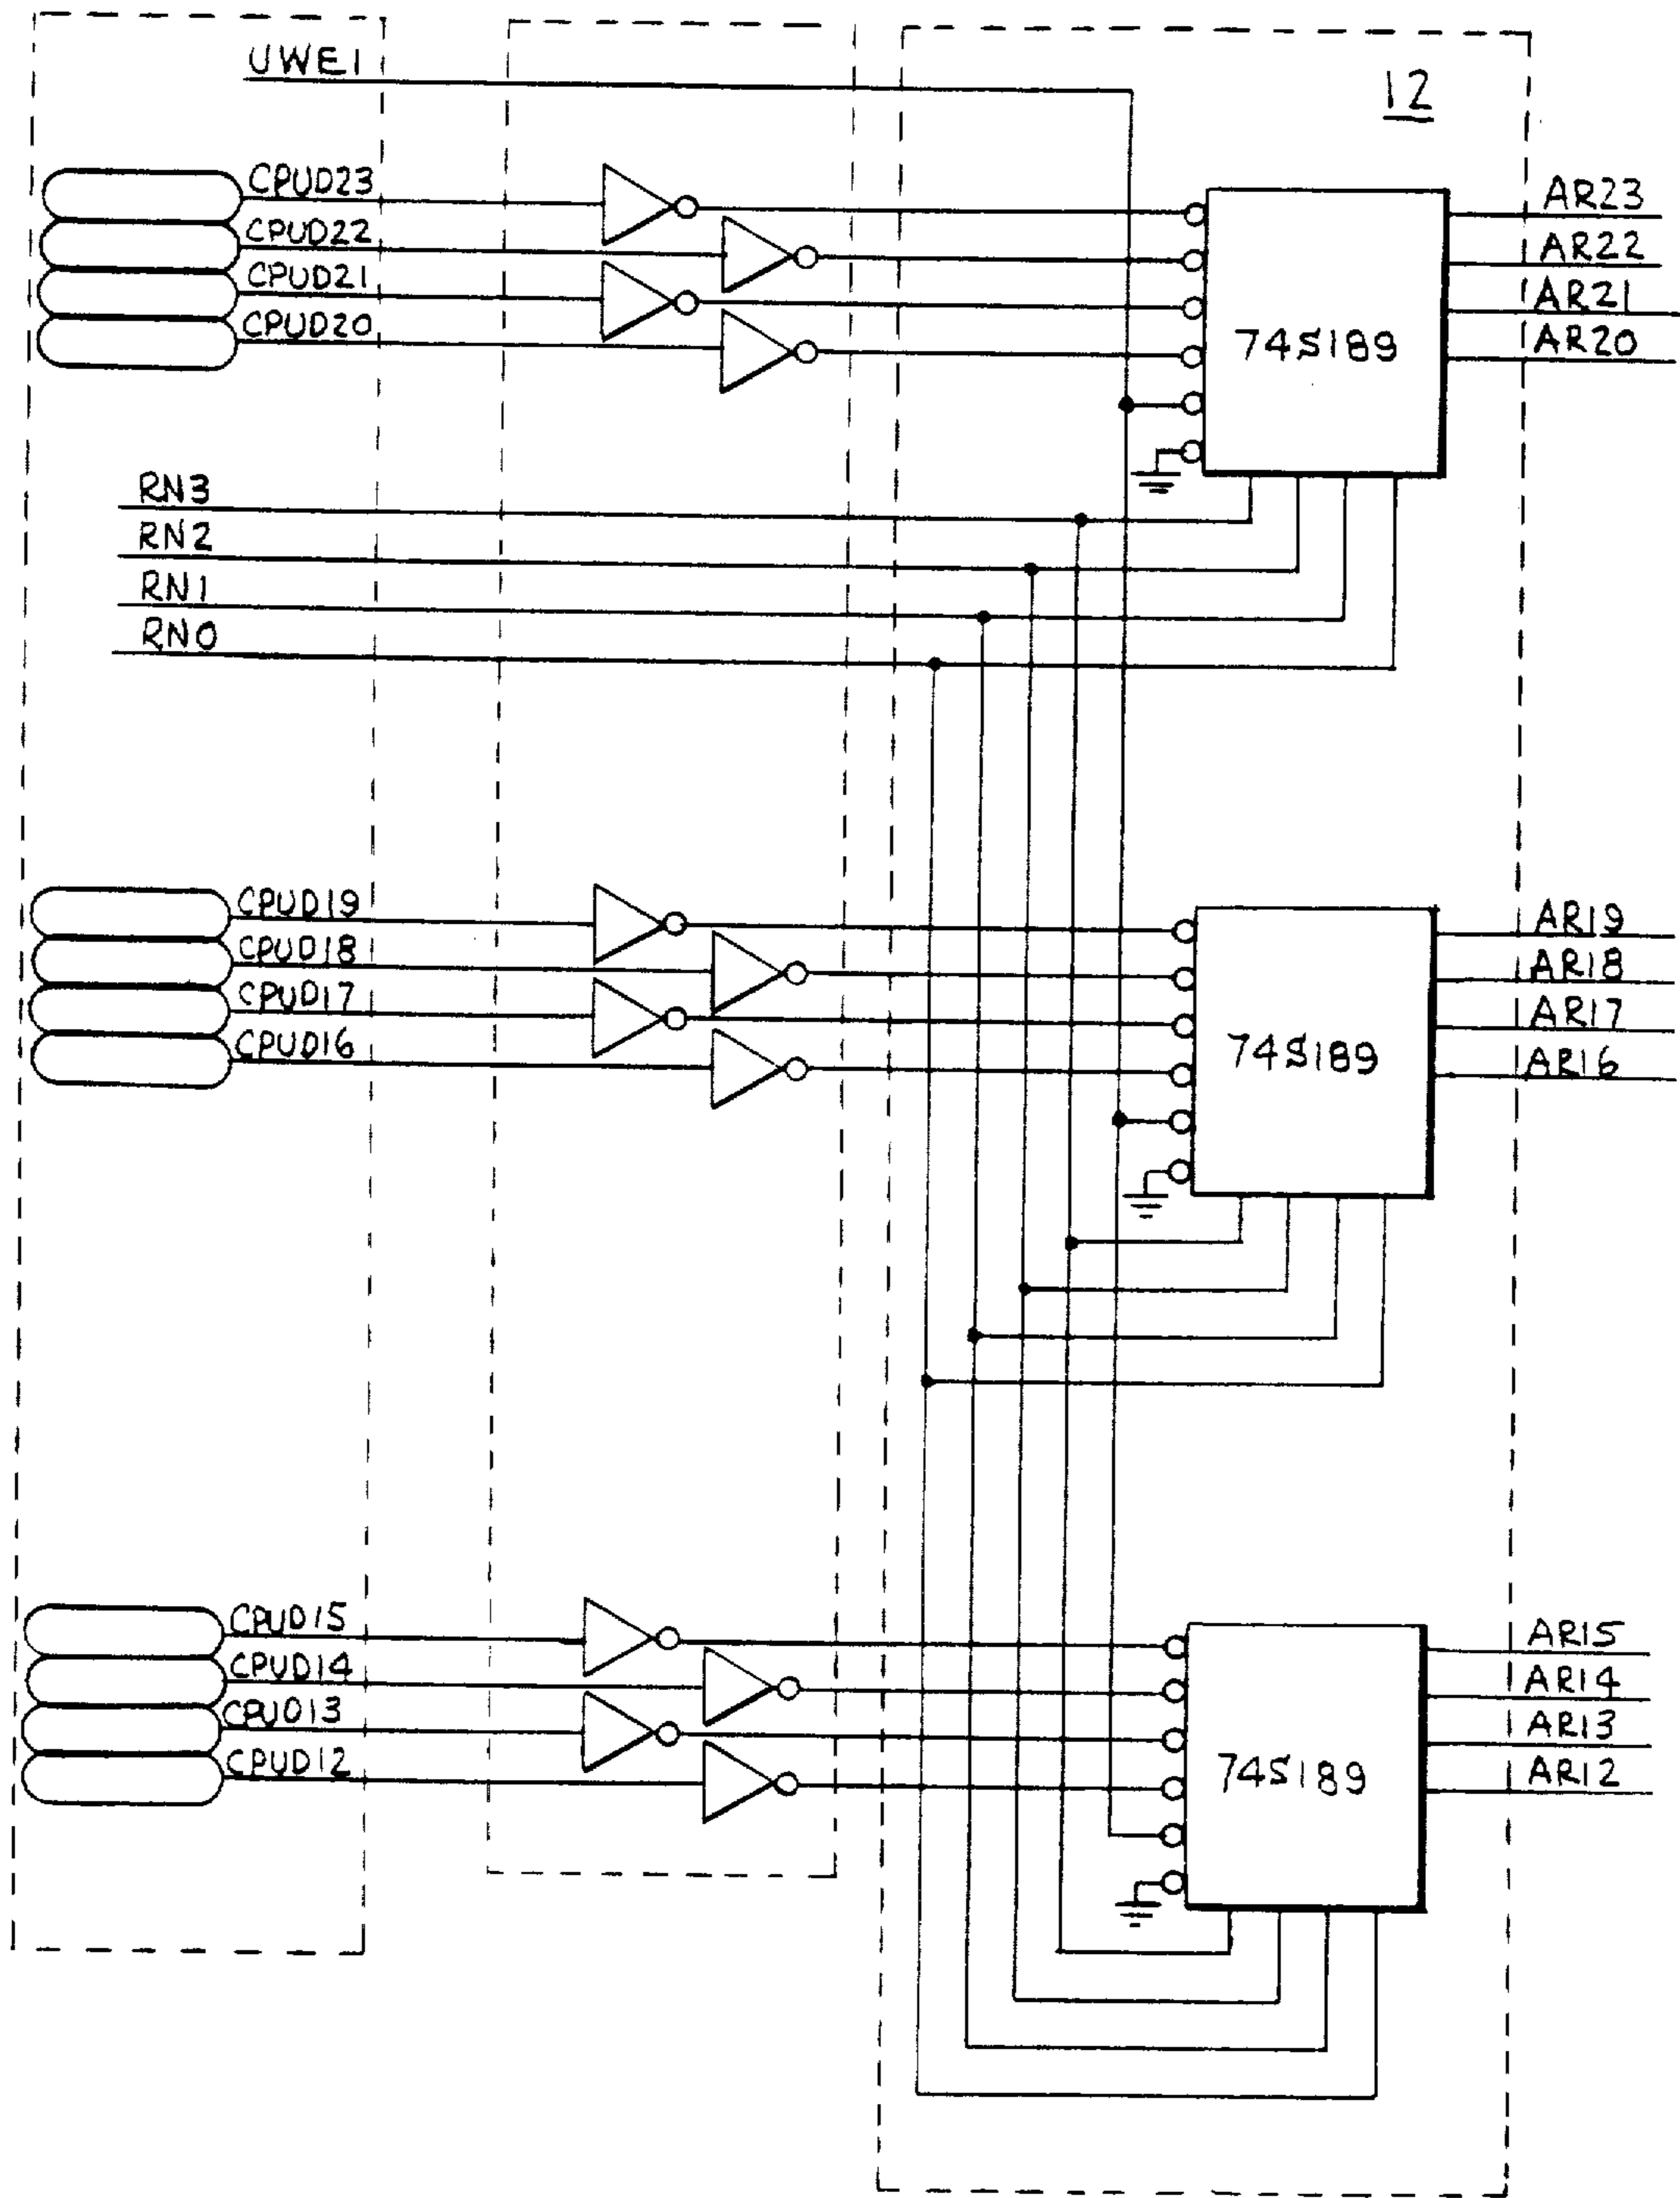 UWE1
12
CPUD23
CPUD22
CPUD21
CPUD20
AR23
AR22
AR21
AR20
74S189
RN3
RN2
RN1
RN0
CPUD19
CPUD18
CPUD17
CPUD16
AR19
AR18
AR17
AR16
74S189
CPUD15
CPUD14
CPUD13
CPUD12
AR15
AR14
AR13
AR12
74S189